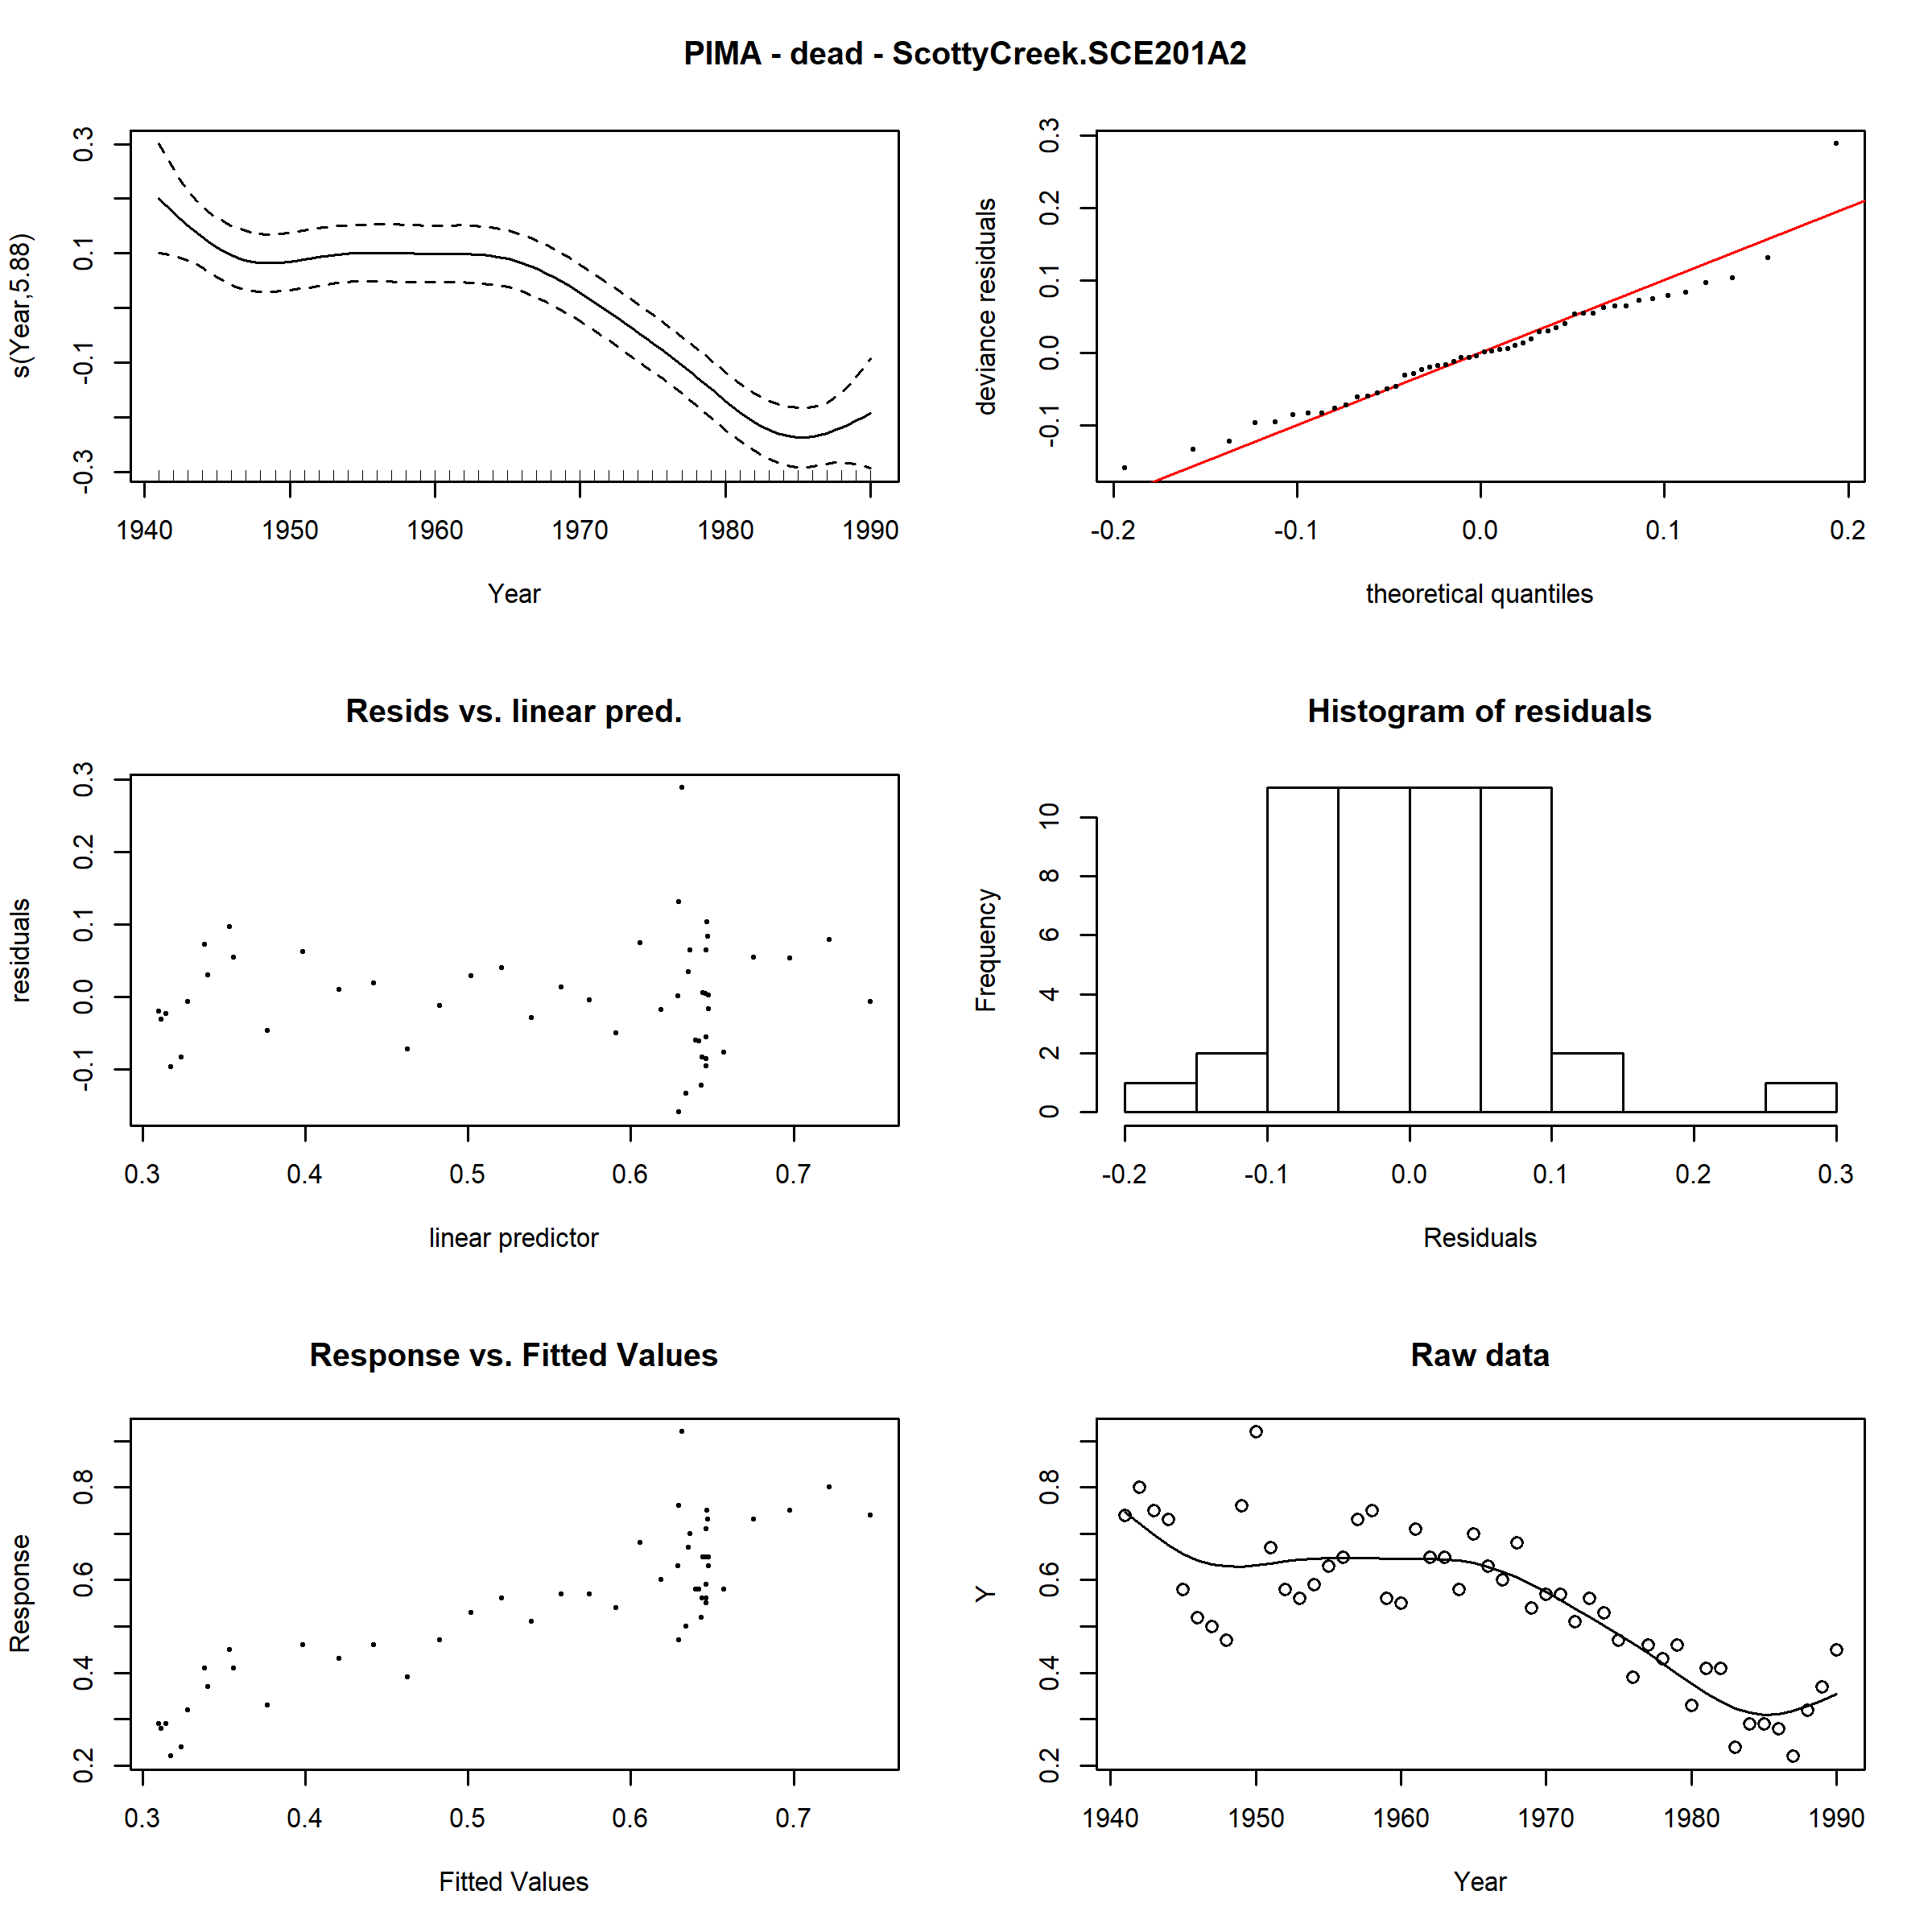 PIMA - dead - ScottyCreek.SCE201A2
s(Year,5.88)
-0.3 -0.1 0.1 0.3
1940 1950 1960 1970 1980 1990
Year
deviance residuals
-0.1 0.0 0.1 0.2 0.3
-0.2 -0.1 0.0 0.1 0.2
theoretical quantiles
Resids vs. linear pred.
residuals
-0.1 0.0 0.1 0.2 0.3
0.3 0.4 0.5 0.6 0.7
linear predictor
Histogram of residuals
Frequency
0 2 4 6 8 10
-0.2 -0.1 0.0 0.1 0.2 0.3
Residuals
Response vs. Fitted Values
Response
0.2 0.4 0.6 0.8
0.3 0.4 0.5 0.6 0.7
Fitted Values
Raw data
Y
0.2 0.4 0.6 0.8
1940 1950 1960 1970 1980 1990
Year